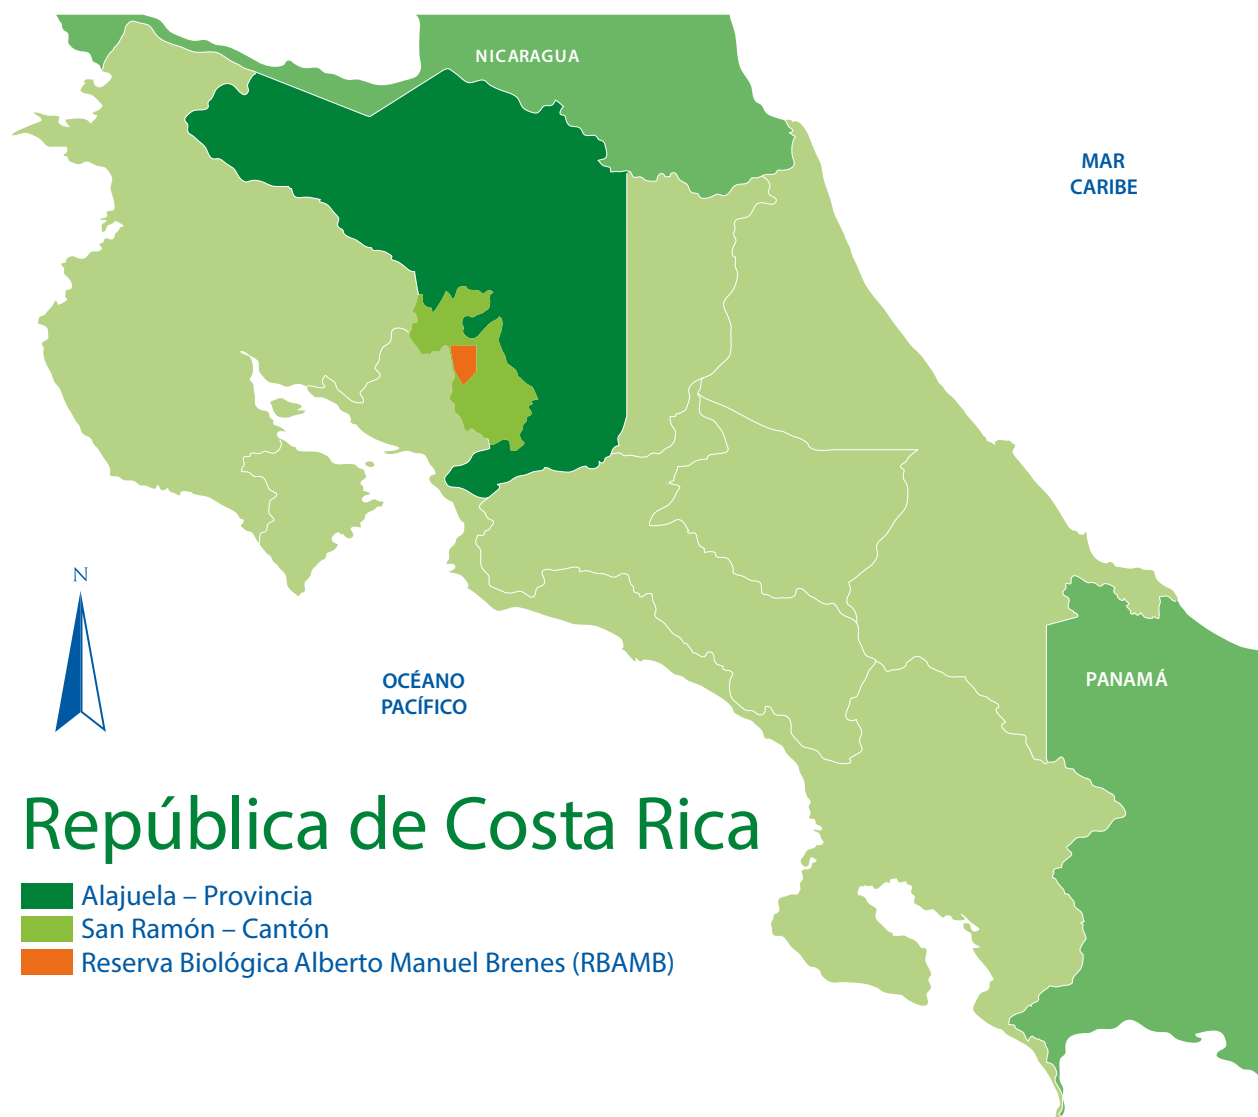 NICARAGUA
MAR
CARIBE
N
OCÉANO
PACÍFICO
PANAMÁ
República de Costa Rica
Alajuela – Provincia
San Ramón – Cantón
Reserva Biológica Alberto Manuel Brenes (RBAMB)